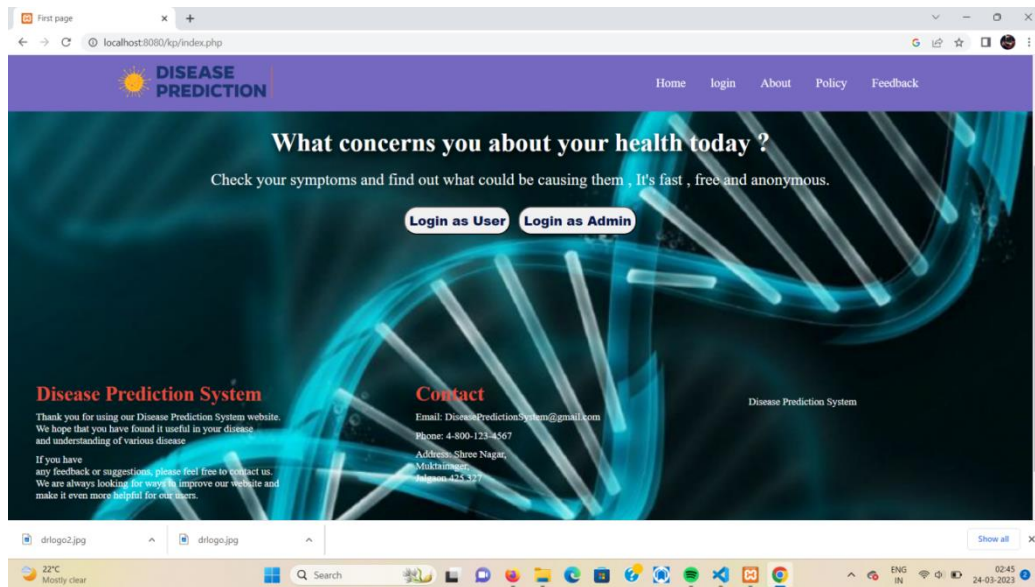 First page
localhost:8080/kp/index.php
DISEASE
PREDICTION
Home login About Policy Feedback
What concerns you about your health today ?
Check your symptoms and find out what could be causing them , It's fast , free and anonymous.
Login as User Login as Admin
Disease Prediction System
Thank you for using our Disease Prediction System website.
We hope that you have found it useful in your disease
and understanding of various disease
If you have
any feedback or suggestions, please feel free to contact us.
We are always looking for ways to improve our website and
make it even more helpful for our users.
Contact
Email: DiseasePredictionSystem@gmail.com
Phone: 4-800-123-4567
Address: Shree Nagar,
Muktainager,
Jalgaon 425 327
Disease Prediction System
drlogo2.jpg
drlogo.jpg
Show all
22°C
Mostly clear
Search
ENG
IN
02:45
24-03-2023